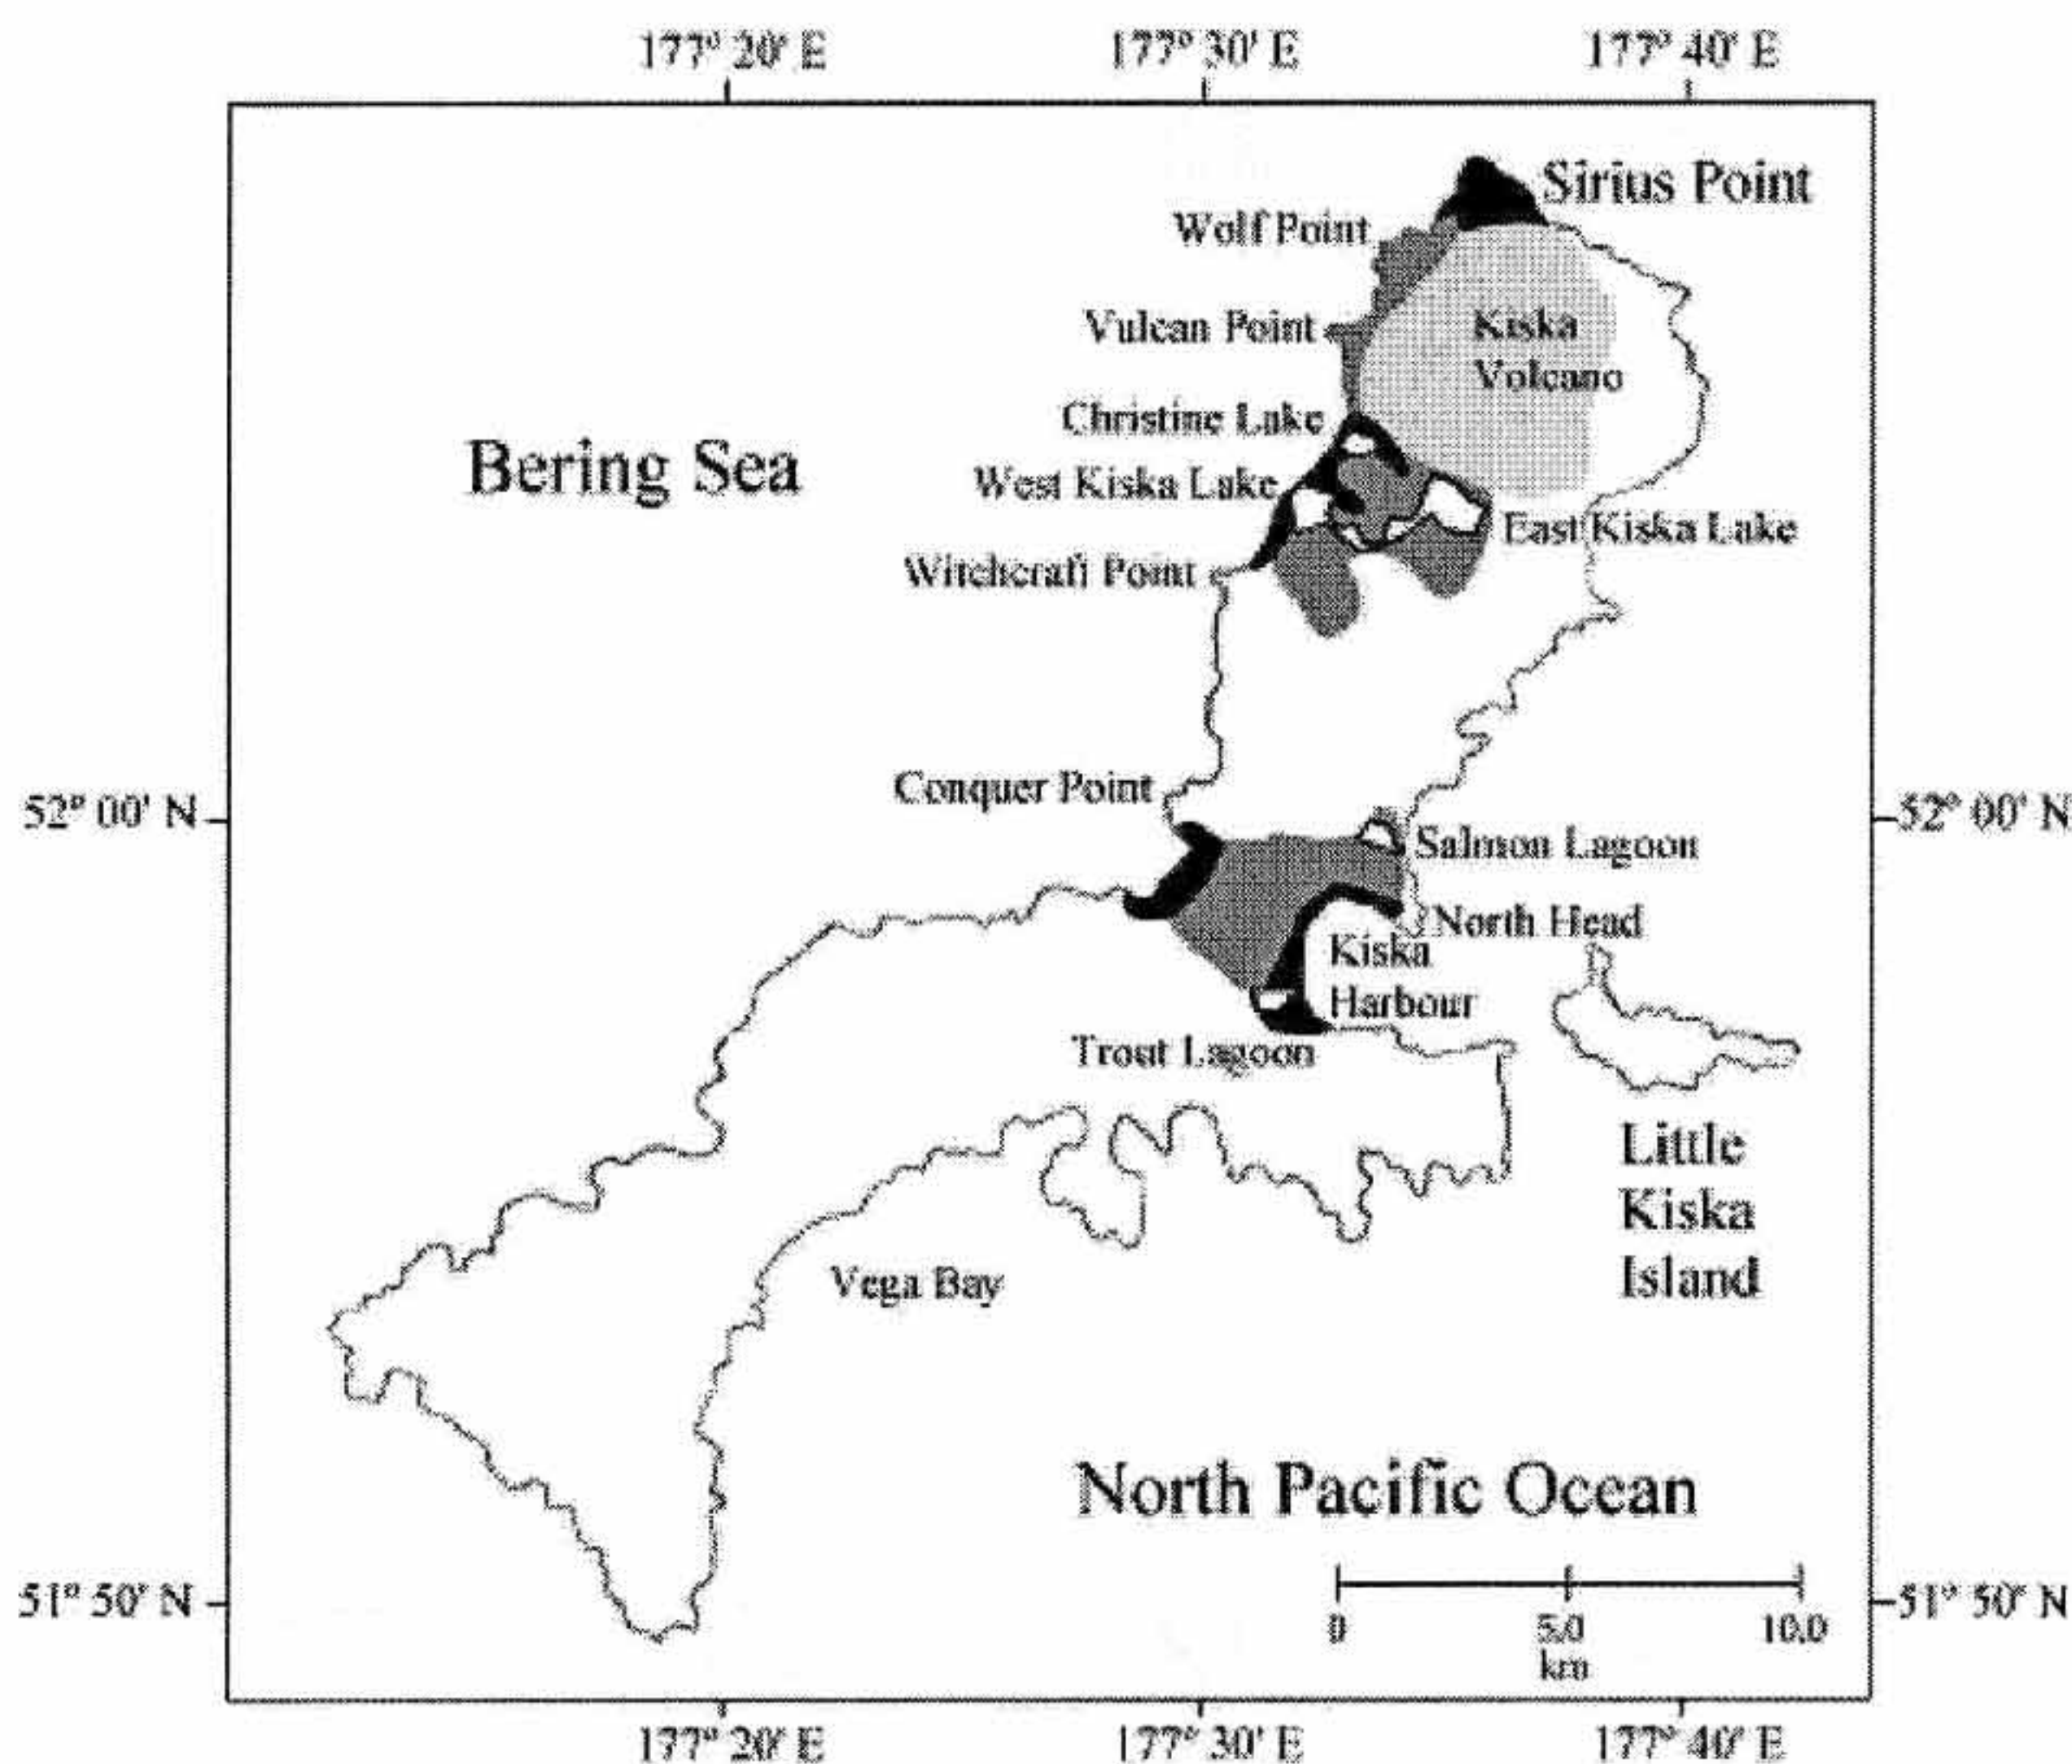 177° 20' E
177° 30' E
177° 40' E
Sirius Point
Wolf Point
Vulcan Point
Kiska
Volcano
Christine Lake
Bering Sea
West Kiska Lake
East Kiska Lake
Witchcraft Point
Conquer Point
52° 00' N
52° 00' N
Salmon Lagoon
North Head
Kiska
Harbour
Trout Lagoon
Little
Kiska
Island
Vega Bay
North Pacific Ocean
51° 50' N
51° 50' N
0
5.0
10.0
km
177° 20' E
177° 30' E
177° 40' E